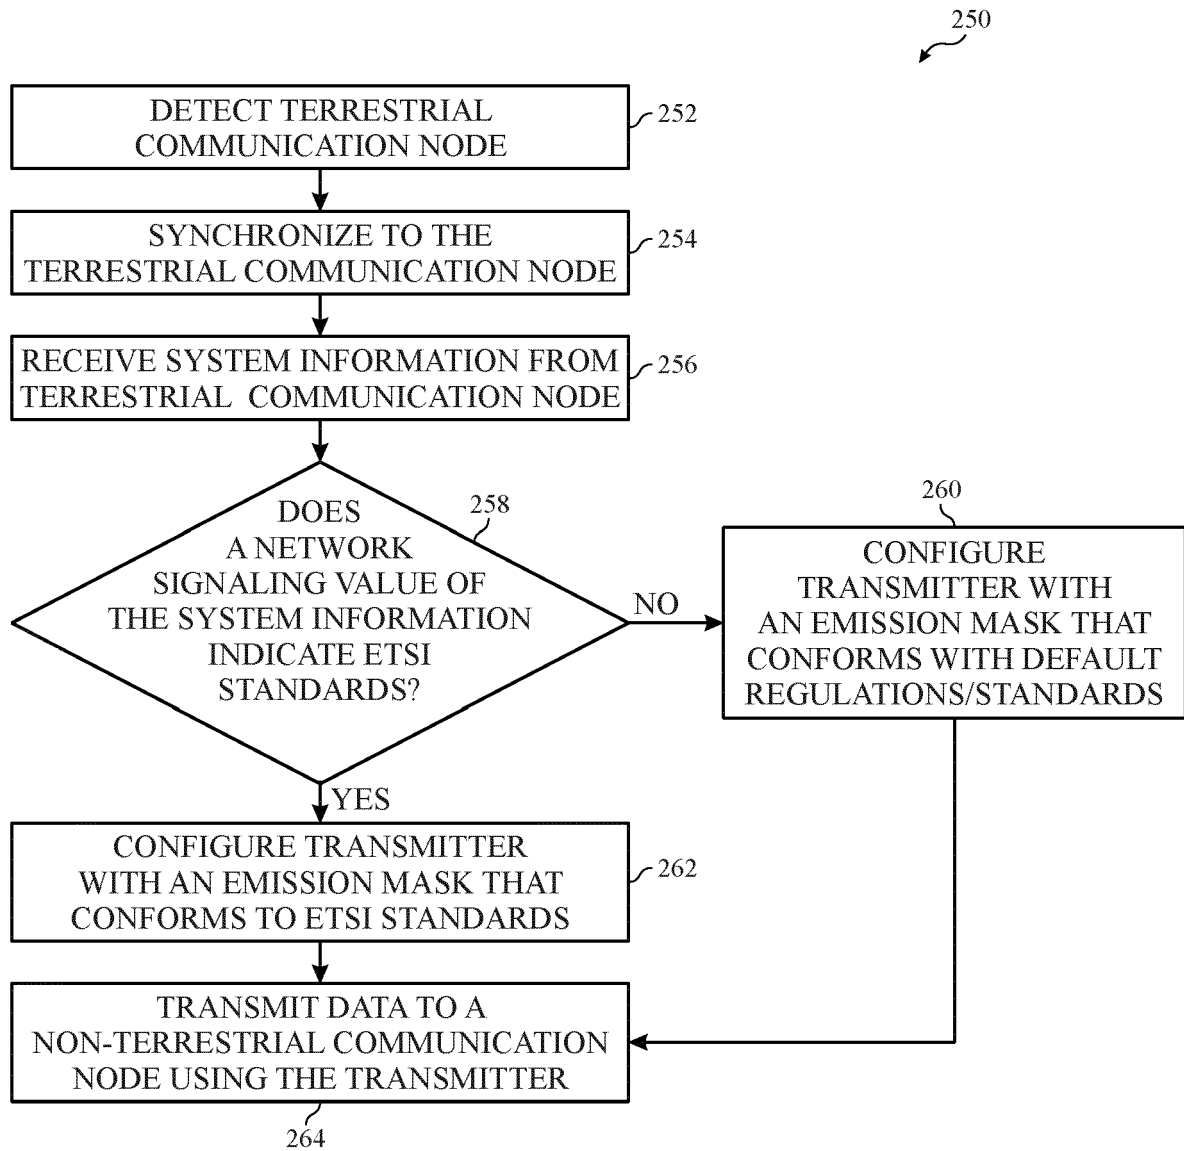 250
DETECT TERRESTRIAL
COMMUNICATION NODE
252
SYNCHRONIZE TO THE
TERRESTRIAL COMMUNICATION NODE
254
RECEIVE SYSTEM INFORMATION FROM
TERRESTRIAL COMMUNICATION NODE
256
DOES
A NETWORK
SIGNALING VALUE OF
THE SYSTEM INFORMATION
INDICATE ETSI
STANDARDS?
258
NO
260
CONFIGURE
TRANSMITTER WITH
AN EMISSION MASK THAT
CONFORMS WITH DEFAULT
REGULATIONS/STANDARDS
YES
CONFIGURE TRANSMITTER
WITH AN EMISSION MASK THAT
CONFORMS TO ETSI STANDARDS
262
TRANSMIT DATA TO A
NON-TERRESTRIAL COMMUNICATION
NODE USING THE TRANSMITTER
264